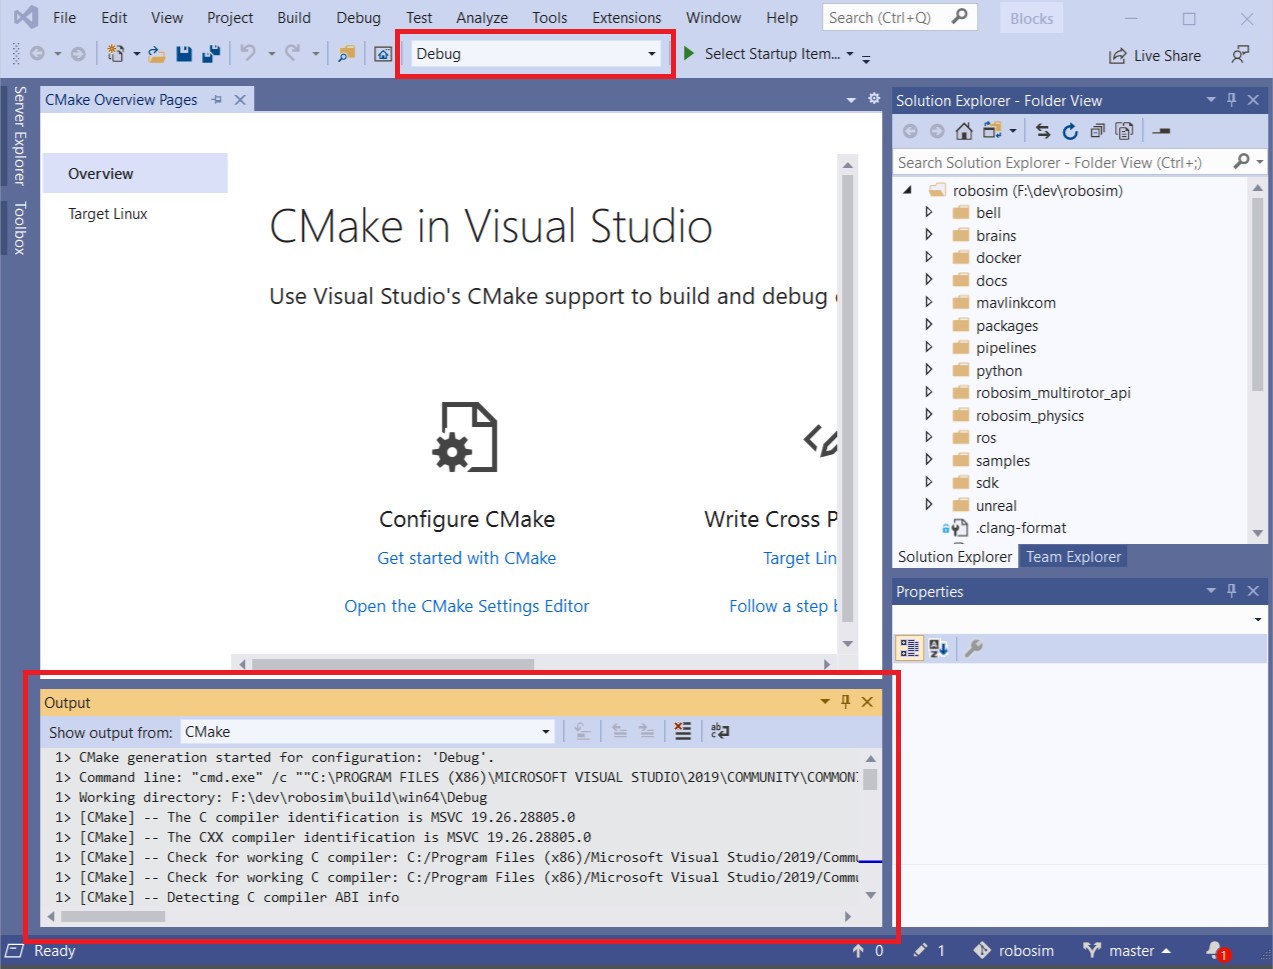 File Edit View Project Build Debug Test Analyze Tools Extensions Window Help Search (Ctrl+Q) Blocks
Debug Select Startup Item... Live Share
Server Explorer
Toolbox
CMake Overview Pages
Overview
Target Linux
CMake in Visual Studio
Use Visual Studio's CMake support to build and debug
Configure CMake
Get started with CMake
Open the CMake Settings Editor
Write Cross P
Target Lin
Follow a step
Solution Explorer - Folder View
Search Solution Explorer - Folder View (Ctrl+;)
robosim (F:\dev\robosim)
bell
brains
docker
docs
mavlinkcom
packages
pipelines
python
robosim_multirotor_api
robosim_physics
ros
samples
sdk
unreal
.clang-format
Solution Explorer Team Explorer
Properties
Output
Show output from: CMake
1> CMake generation started for configuration: 'Debug'.
1> Command line: "cmd.exe" /c ""C:\PROGRAM FILES (X86)\MICROSOFT VISUAL STUDIO\2019\COMMUNITY\COMMON
1> Working directory: F:\dev\robosim\build\win64\Debug
1> [CMake] -- The C compiler identification is MSVC 19.26.28805.0
1> [CMake] -- The CXX compiler identification is MSVC 19.26.28805.0
1> [CMake] -- Check for working C compiler: C:/Program Files (x86)/Microsoft Visual Studio/2019/Comm
1> [CMake] -- Check for working C compiler: C:/Program Files (x86)/Microsoft Visual Studio/2019/Comm
1> [CMake] -- Detecting C compiler ABI info
Ready 0 1 robosim master 1